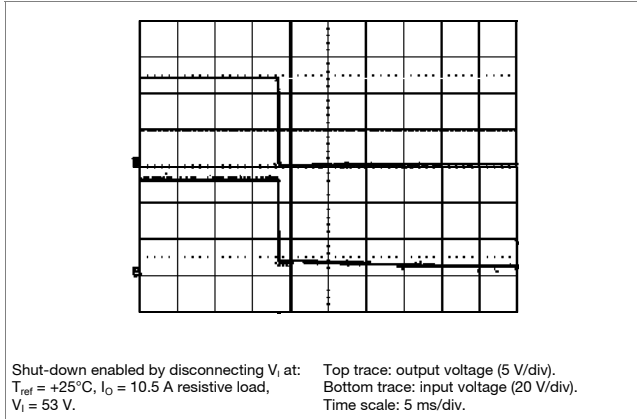 Shut-down enabled by disconnecting VI at:
Tref = +25°C, IO = 10.5 A resistive load,
VI = 53 V.
Top trace: output voltage (5 V/div).
Bottom trace: input voltage (20 V/div).
Time scale: 5 ms/div.